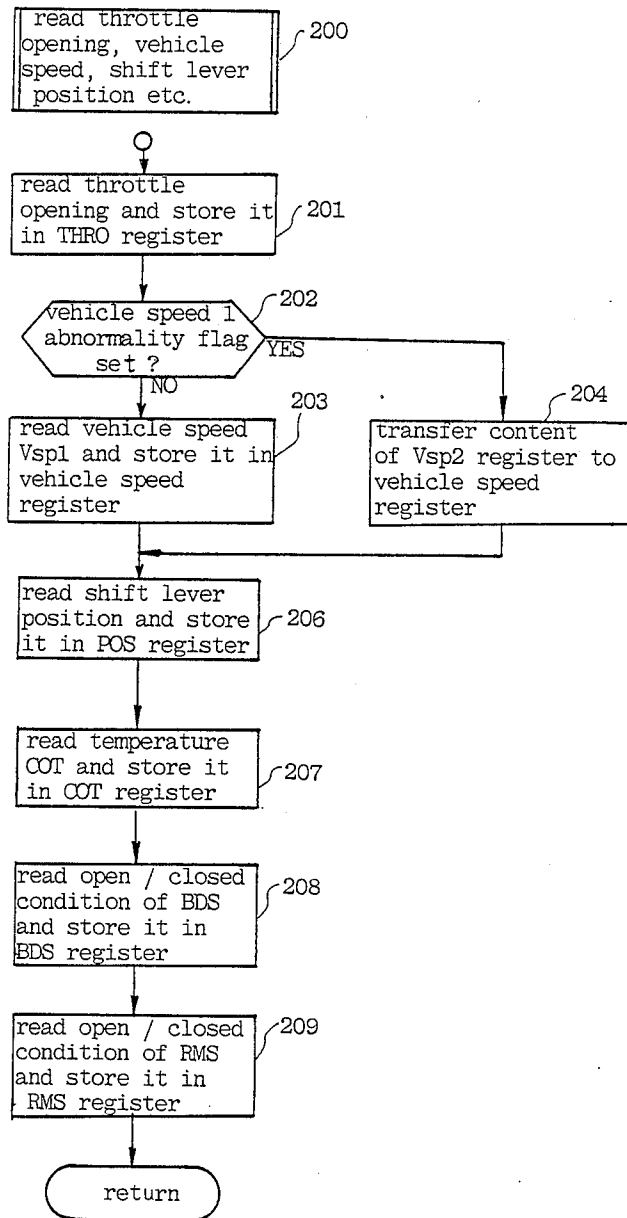 read throttle
opening, vehicle
speed, shift lever
position etc.
200
read throttle
opening and store it
in THRO register
201
vehicle speed 1
abnormality flag
set ?
202
YES
NO
read vehicle speed
Vsp1 and store it in
vehicle speed
register
203
transfer content
of Vsp2 register to
vehicle speed
register
204
read shift lever
position and store
it in POS register
206
read temperature
COT and store it
in COT register
207
read open / closed
condition of BDS
and store it in
BDS register
208
read open / closed
condition of RMS
and store it in
RMS register
209
return